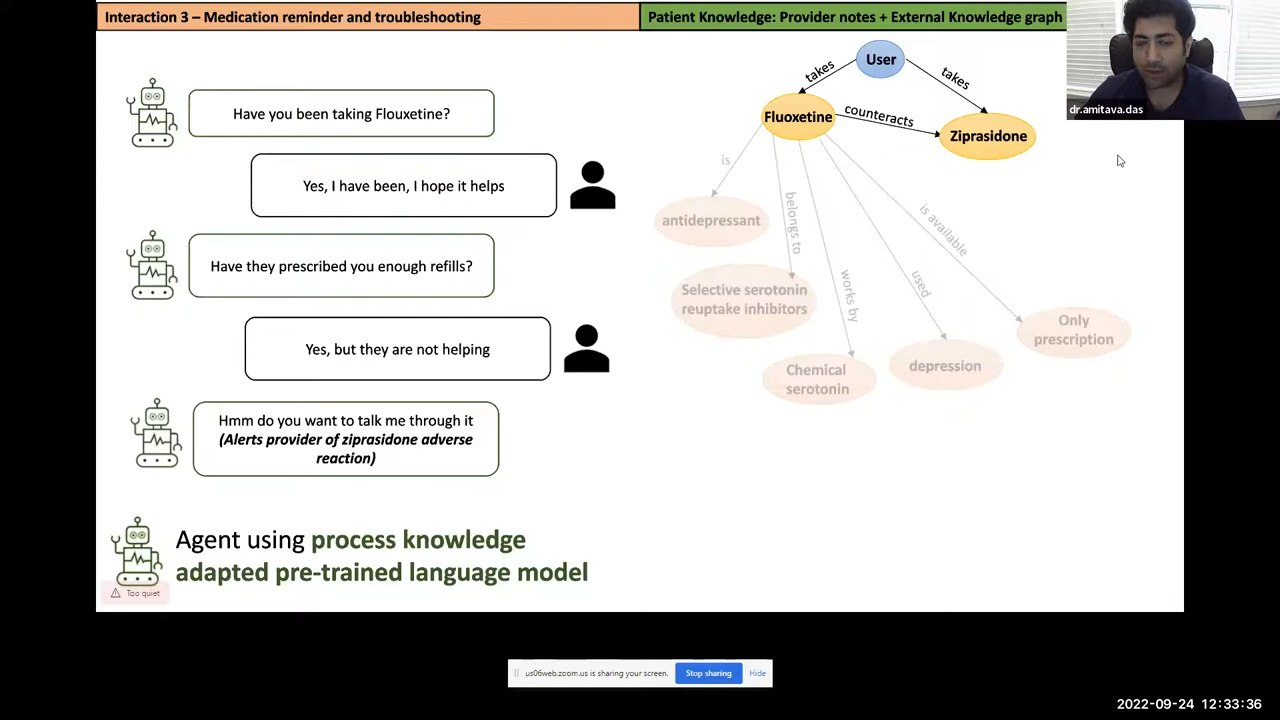 Interaction 3 – Medication reminder and troubleshooting
Patient Knowledge: Provider notes + External Knowledge graph
dr.amitava.das
Have you been taking Flouxetine?
Yes, I have been, I hope it helps
Have they prescribed you enough refills?
Yes, but they are not helping
Hmm do you want to talk me through it
(Alerts provider of ziprasidone adverse
reaction)
Agent using process knowledge
adapted pre-trained language model
Too quiet
User
takes
takes
Fluoxetine
counteracts
Ziprasidone
is
belongs to
works by
used
is available
antidepressant
Selective serotonin
reuptake inhibitors
Chemical
serotonin
depression
Only
prescription
us06web.zoom.us is sharing your screen.
Stop sharing
Hide
2022-09-24 12:33:36